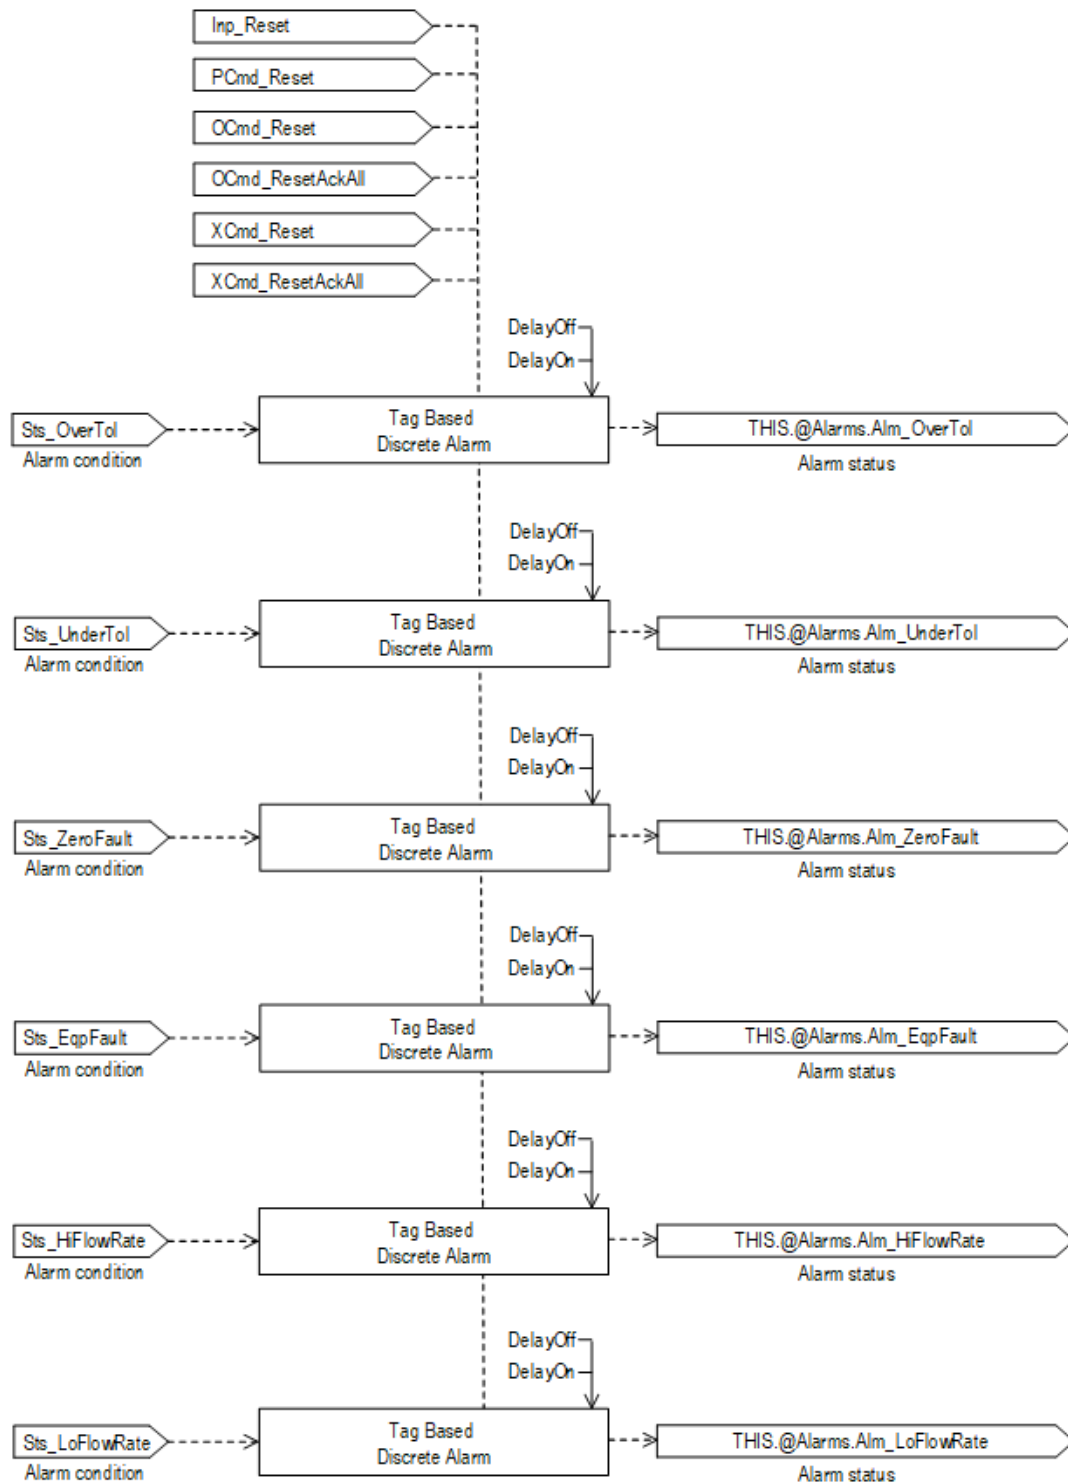 Inp_Reset
PCmd_Reset
OCmd_Reset
OCmd_ResetAckAll
XCmd_Reset
XCmd_ResetAckAll
DelayOff
DelayOn
Sts_OverTol
Alarm condition
Tag Based
Discrete Alarm
THIS.@Alarms.Alm_OverTol
Alarm status
DelayOff
DelayOn
Sts_UnderTol
Alarm condition
Tag Based
Discrete Alarm
THIS.@Alarms.Alm_UnderTol
Alarm status
DelayOff
DelayOn
Sts_ZeroFault
Alarm condition
Tag Based
Discrete Alarm
THIS.@Alarms.Alm_ZeroFault
Alarm status
DelayOff
DelayOn
Sts_EqpFault
Alarm condition
Tag Based
Discrete Alarm
THIS.@Alarms.Alm_EqpFault
Alarm status
DelayOff
DelayOn
Sts_HiFlowRate
Alarm condition
Tag Based
Discrete Alarm
THIS.@Alarms.Alm_HiFlowRate
Alarm status
DelayOff
DelayOn
Sts_LoFlowRate
Alarm condition
Tag Based
Discrete Alarm
THIS.@Alarms.Alm_LoFlowRate
Alarm status